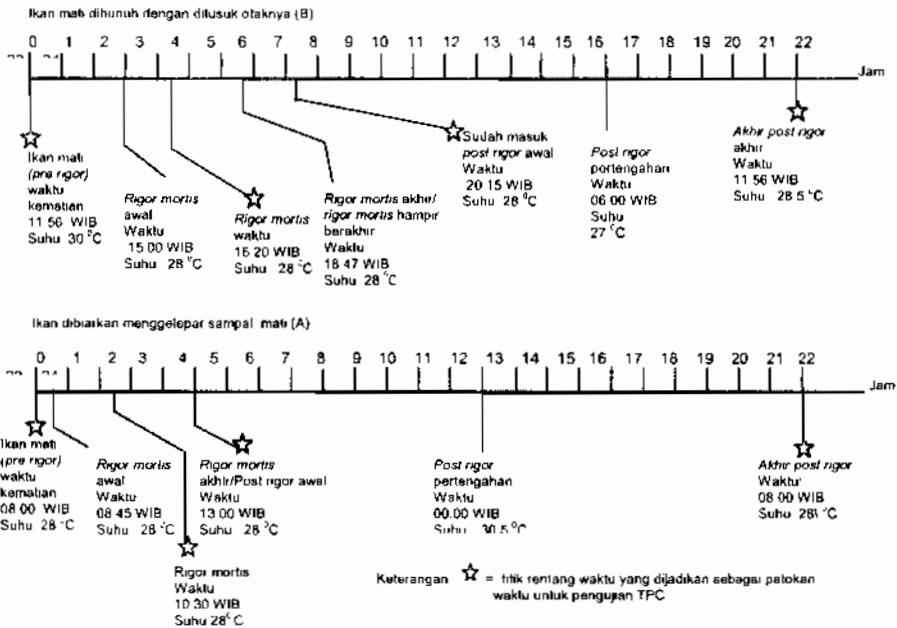 Ikan mati dibunuh dengan ditusuk otaknya (B)
0 1 2 3 4 5 6 7 8 9 10 11 12 13 14 15 16 17 18 19 20 21 22
Jam
Ikan mati
(pre rigor)
waktu
kematian
11 56 WIB
Suhu 30 °C
Rigor mortis
awal
Waktu
15 00 WIB
Suhu 28 °C
Rigor mortis
waktu
16 20 WIB
Suhu 28 °C
Rigor mortis akhir/
rigor mortis hampir
berakhir
Waktu
18 47 WIB
Suhu 28 °C
Sudah masuk
post rigor awal
Waktu
20 15 WIB
Suhu 28 °C
Post rigor
pertengahan
Waktu
06 00 WIB
Suhu
27 °C
Akhir post rigor
akhir
Waktu
11 56 WIB
Suhu 28 5 °C
Ikan dibiarkan menggelepar sampai mati (A)
0 1 2 3 4 5 6 7 8 9 10 11 12 13 14 15 16 17 18 19 20 21 22
Jam
Ikan mati
(pre rigor)
waktu
kematian
08 00 WIB
Suhu 28 °C
Rigor mortis
awal
Waktu
08 45 WIB
Suhu 28 °C
Rigor mortis
Waktu
10 30 WIB
Suhu 28°C
Rigor mortis
akhir/Post rigor awal
Waktu
13 00 WIB
Suhu 28 °C
Post rigor
pertengahan
Waktu
00.00 WIB
Suhu 30.5 °C
Akhir post rigor
Waktu
08 00 WIB
Suhu 28 °C
Keterangan ☆ = titik rentang waktu yang dijadikan sebagai patokan
waktu untuk pengujian TPC